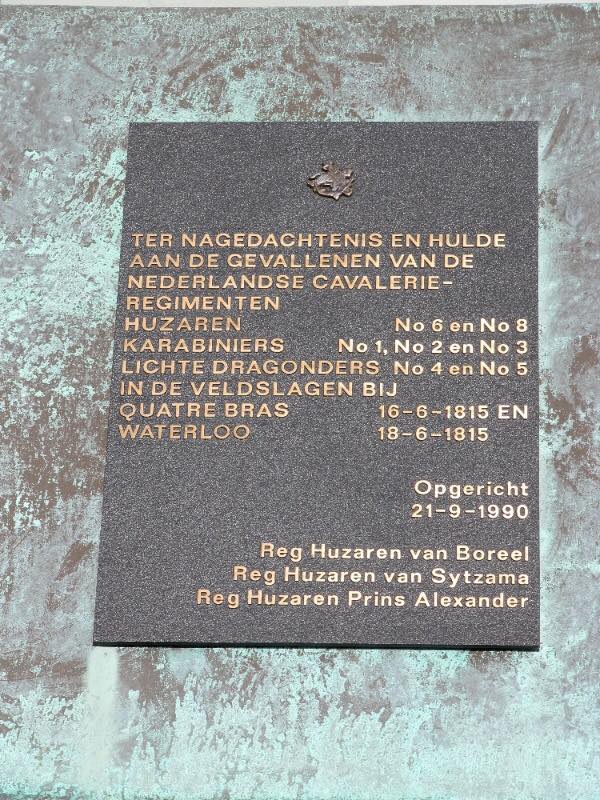 TER NAGEDACHTENIS EN HULDE
AAN DE GEVALLENEN VAN DE
NEDERLANDSE CAVALERIE-
REGIMENTEN
HUZAREN No 6 en No 8
KARABINIERS No 1, No 2 en No 3
LICHTE DRAGONDERS No 4 en No 5
IN DE VELDSLAGEN BIJ
QUATRE BRAS 16-6-1815 EN
WATERLOO 18-6-1815
Opgericht
21-9-1990
Reg Huzaren van Boreel
Reg Huzaren van Sytzama
Reg Huzaren Prins Alexander